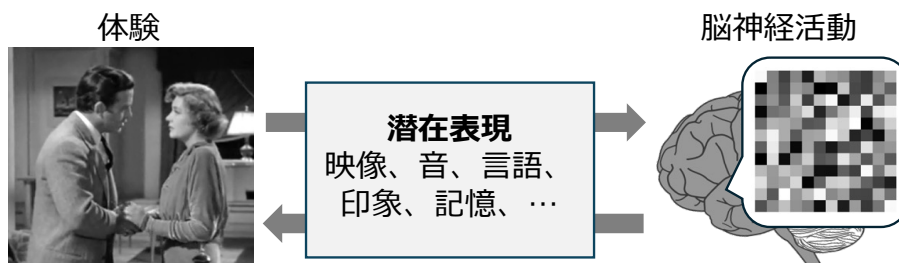 体験
脳神経活動
潜在表現
映像、音、言語、
印象、記憶、…